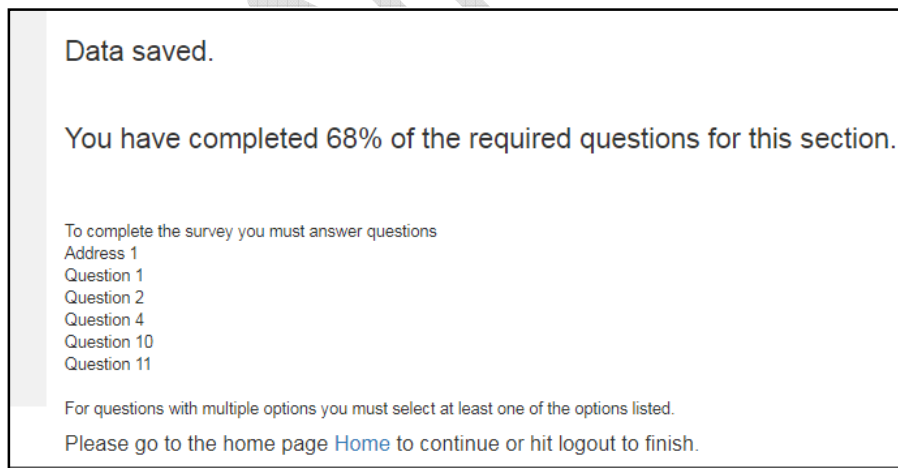 Data saved.
You have completed 68% of the required questions for this section.
To complete the survey you must answer questions
Address 1
Question 1
Question 2
Question 4
Question 10
Question 11
For questions with multiple options you must select at least one of the options listed.
Please go to the home page Home to continue or hit logout to finish.